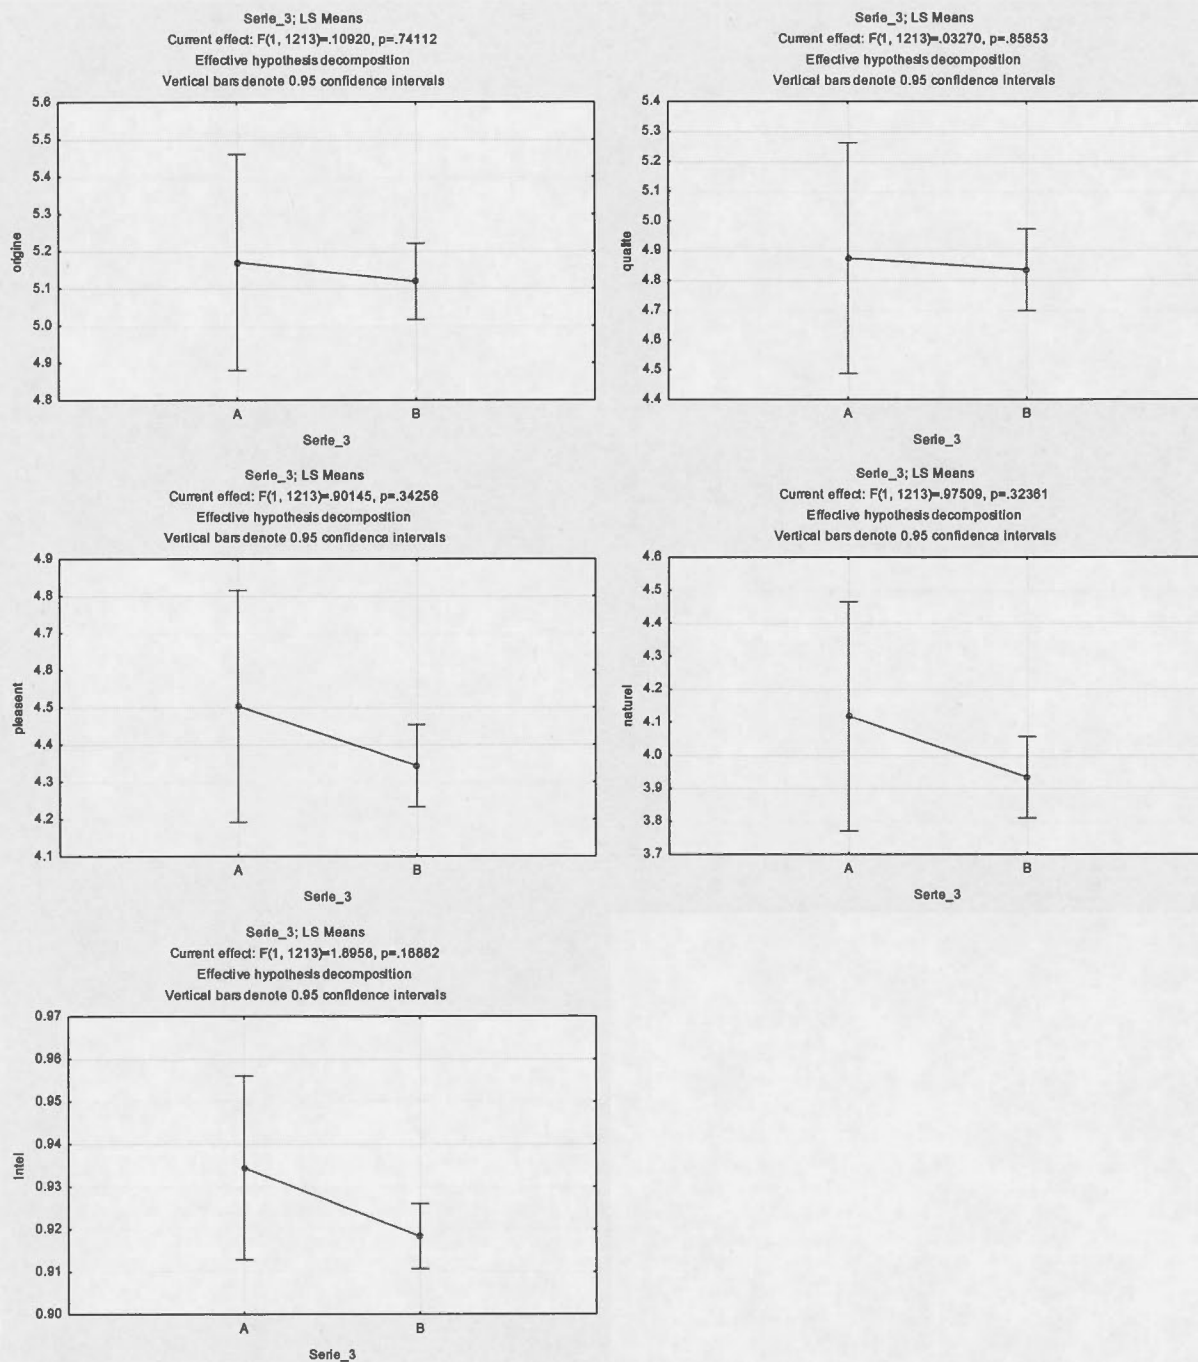 Serie_3; LS Means
Current effect: F(1, 1213)=.10920, p=.74112
Effective hypothesis decomposition
Vertical bars denote 0.95 confidence intervals
5.6
5.5
5.4
5.3
5.2
5.1
5.0
4.9
4.8
origine
A B
Serie_3
Serie_3; LS Means
Current effect: F(1, 1213)=.03270, p=.85653
Effective hypothesis decomposition
Vertical bars denote 0.95 confidence intervals
5.4
5.3
5.2
5.1
5.0
4.9
4.8
4.7
4.6
4.5
4.4
qualite
A B
Serie_3
Serie_3; LS Means
Current effect: F(1, 1213)=.90145, p=.34256
Effective hypothesis decomposition
Vertical bars denote 0.95 confidence intervals
4.9
4.8
4.7
4.6
4.5
4.4
4.3
4.2
4.1
pleasent
A B
Serie_3
Serie_3; LS Means
Current effect: F(1, 1213)=.97509, p=.32361
Effective hypothesis decomposition
Vertical bars denote 0.95 confidence intervals
4.6
4.5
4.4
4.3
4.2
4.1
4.0
3.9
3.8
3.7
naturel
A B
Serie_3
Serie_3; LS Means
Current effect: F(1, 1213)=1.8958, p=.16882
Effective hypothesis decomposition
Vertical bars denote 0.95 confidence intervals
0.97
0.96
0.95
0.94
0.93
0.92
0.91
0.90
Intel
A B
Serie_3